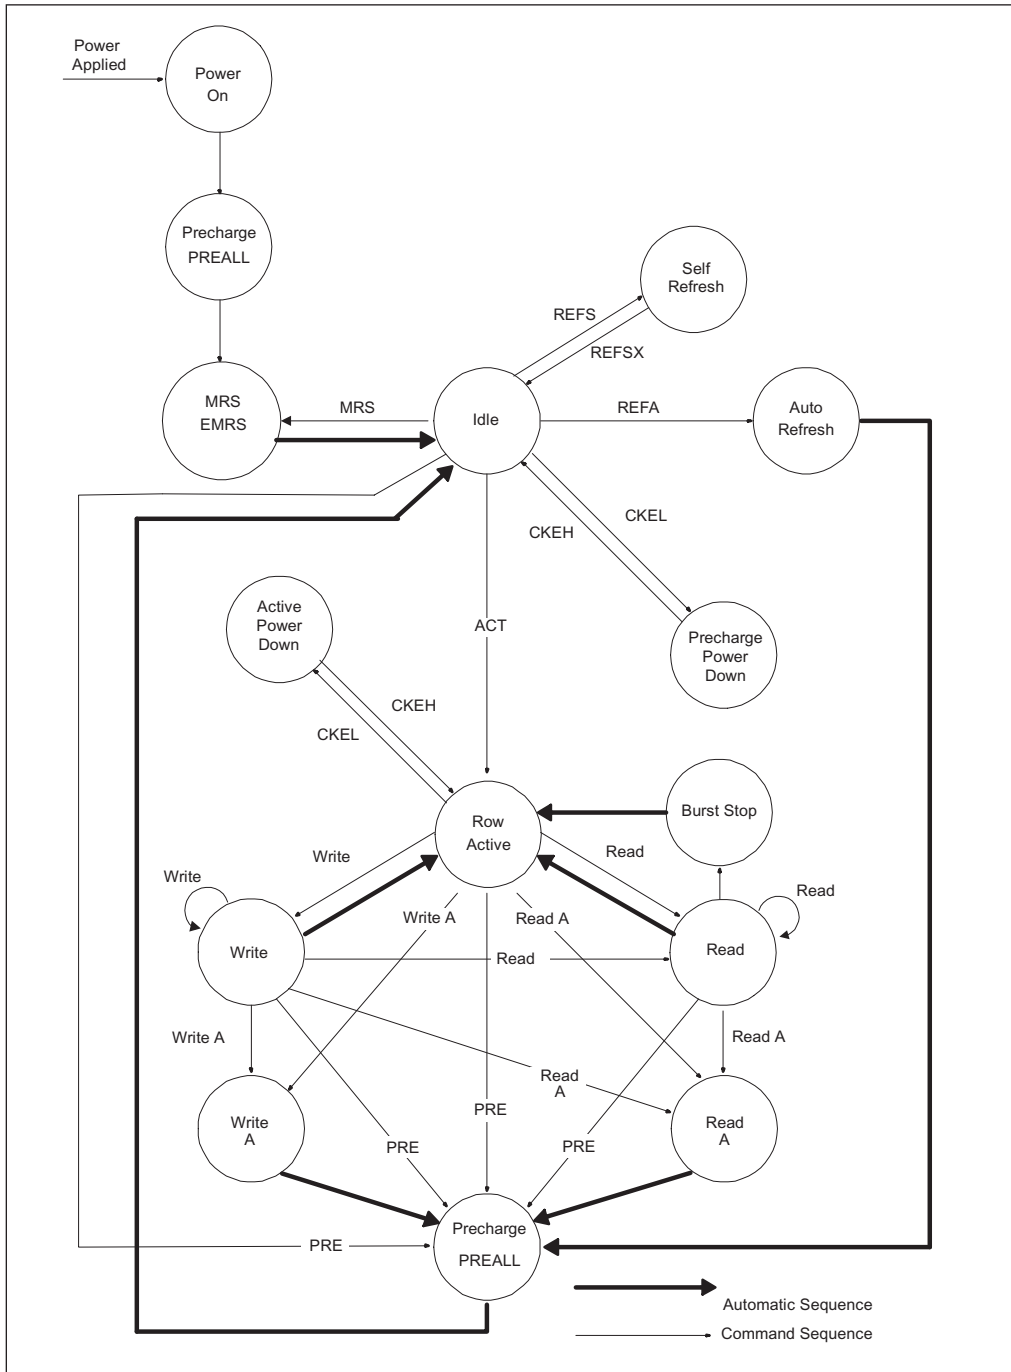 Power
Applied
Power
On
Precharge
PREALL
Self
Refresh
REFS
REFSX
MRS
EMRS
MRS
Idle
REFA
Auto
Refresh
CKEL
CKEH
Active
Power
Down
ACT
Precharge
Power
Down
CKEH
CKEL
Burst Stop
Row
Active
Write
Read
Write
Read
Write A
Read A
Write
Read
Read
Write A
Read A
Read
A
Write
A
PRE
Read
A
PRE
PRE
Precharge
PREALL
PRE
Automatic Sequence
Command Sequence